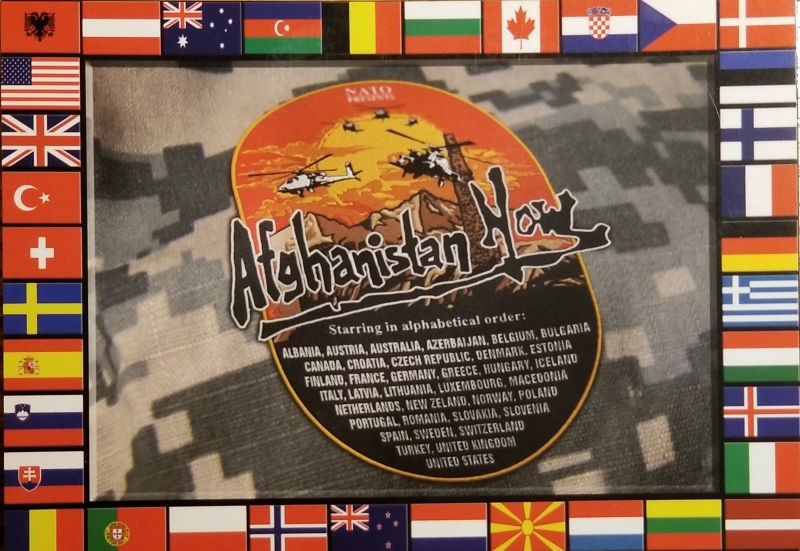 NATO
PRESENTS
Afghanistan Now
Starring in alphabetical order:
ALBANIA, AUSTRIA, AUSTRALIA, AZERBAIJAN, BELGIUM, BULGARIA
CANADA, CROATIA, CZECH REPUBLIC, DENMARK, ESTONIA
FINLAND, FRANCE, GERMANY, GREECE, HUNGARY, ICELAND
ITALY, LATVIA, LITHUANIA, LUXEMBOURG, MACEDONIA
NETHERLANDS, NEW ZELAND, NORWAY, POLAND
PORTUGAL, ROMANIA, SLOVAKIA, SLOVENIA
SPAIN, SWEDEN, SWITZERLAND
TURKEY, UNITED KINGDOM
UNITED STATES